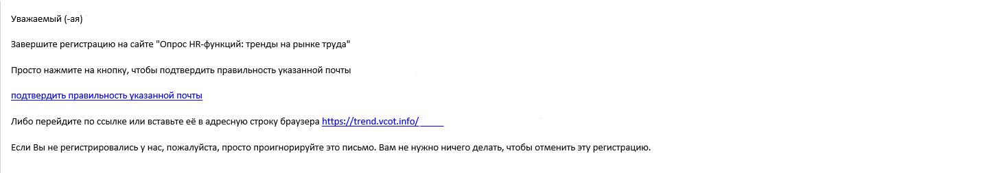 Уважаемый (-ая)
Завершите регистрацию на сайте "Опрос HR-функций: тренды на рынке труда"
Просто нажмите на кнопку, чтобы подтвердить правильность указанной почты
подтвердить правильность указанной почты
Либо перейдите по ссылке или вставьте её в адресную строку браузера https://trend.vcot.info/
Если Вы не регистрировались у нас, пожалуйста, просто проигнорируйте это письмо. Вам не нужно ничего делать, чтобы отменить эту регистрацию.